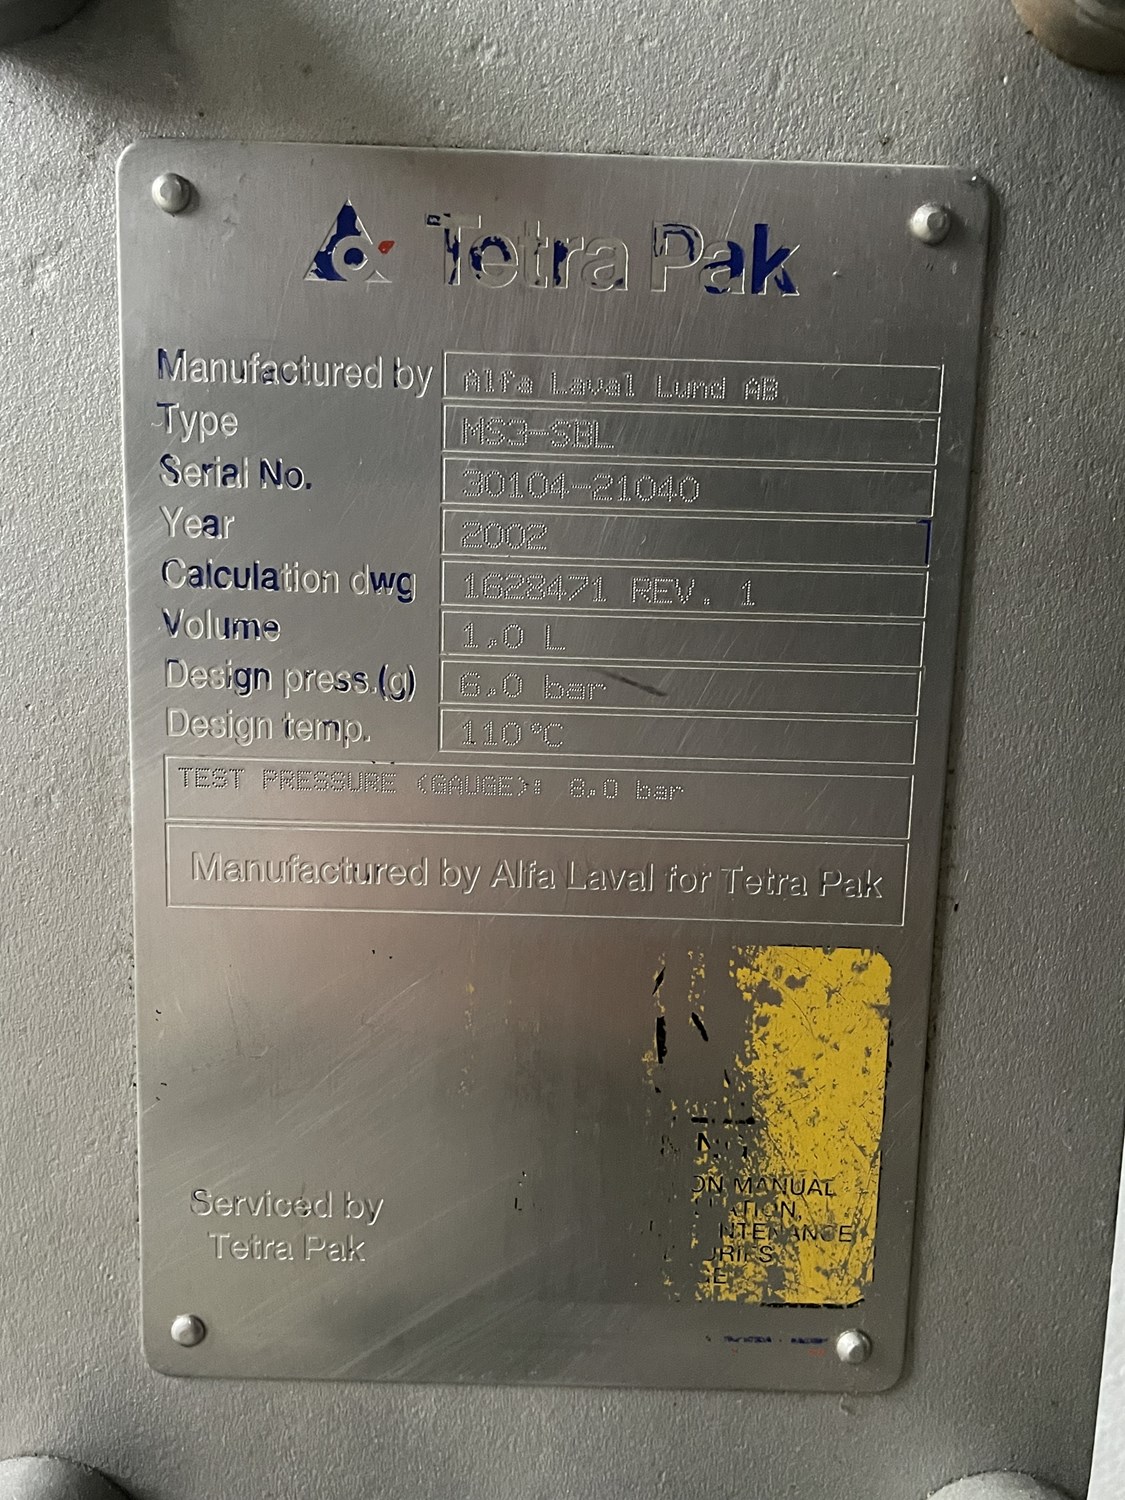 Tetra Pak
Manufactured by Alfa Laval Lund AB
Type MS3-SBL
Serial No. 30104-21040
Year 2002
Calculation dwg 1628471 REV. 1
Volume 1,0 L
Design press.(g) 6,0 bar
Design temp. 110°C
TEST PRESSURE (GAUGE): 8,0 bar
Manufactured by Alfa Laval for Tetra Pak
MANUAL
Serviced by
Tetra Pak